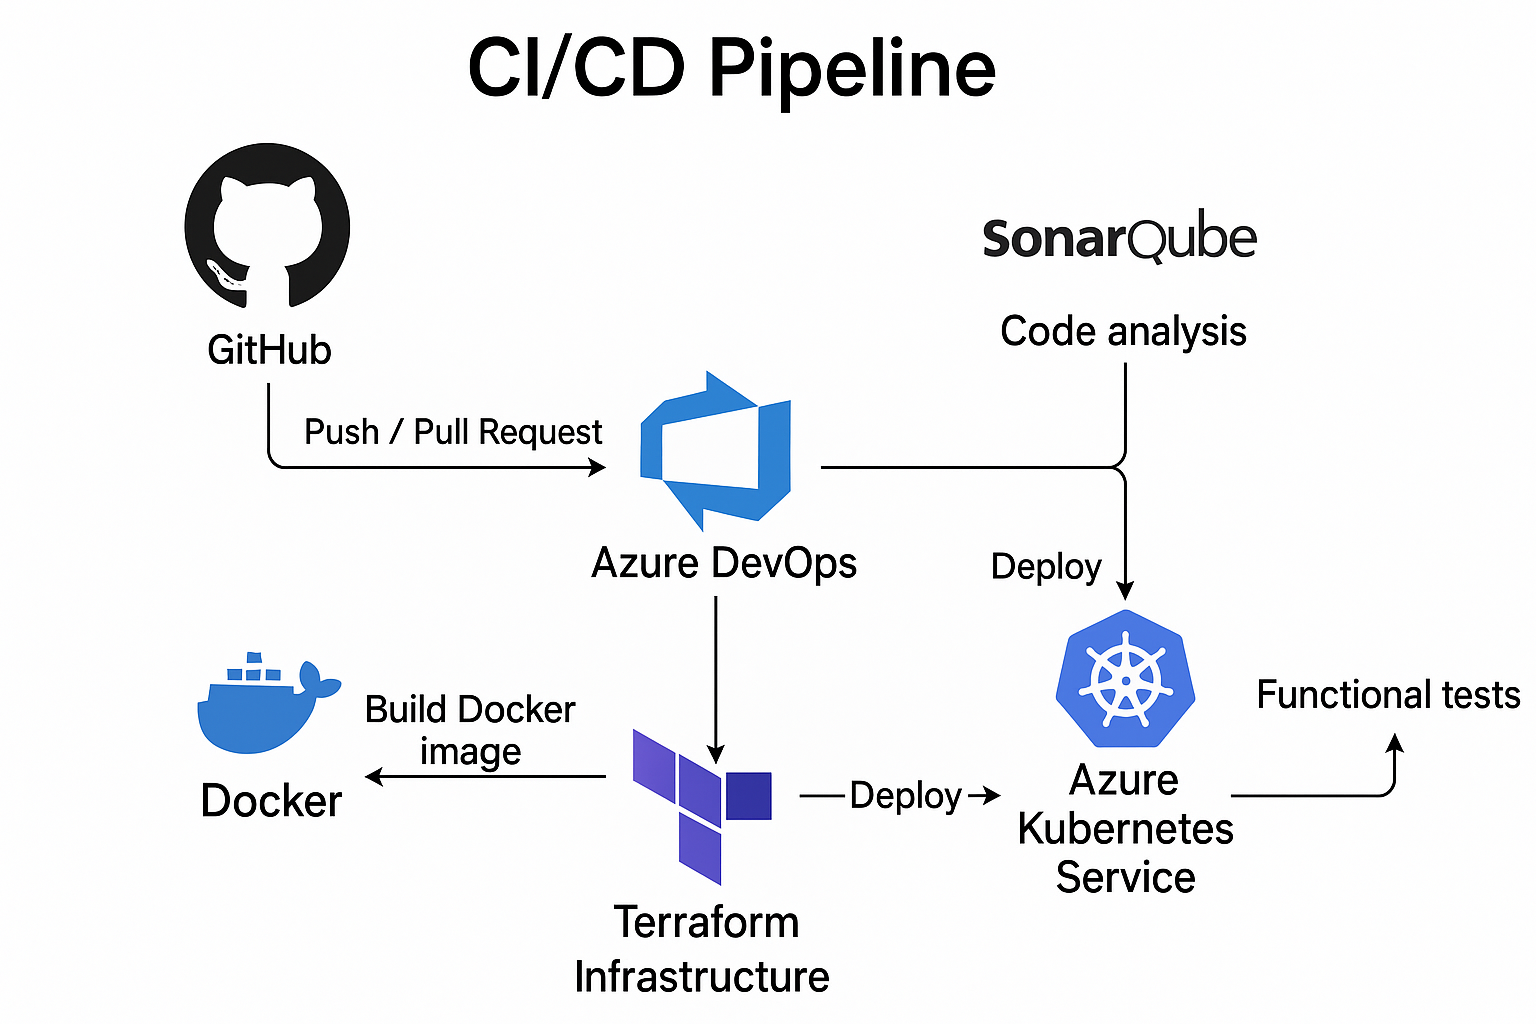 CI/CD Pipeline
GitHub
SonarQube
Code analysis
Push / Pull Request
Azure DevOps
Deploy
Docker
Build Docker
image
Terraform
Infrastructure
Deploy
Azure
Kubernetes
Service
Functional tests